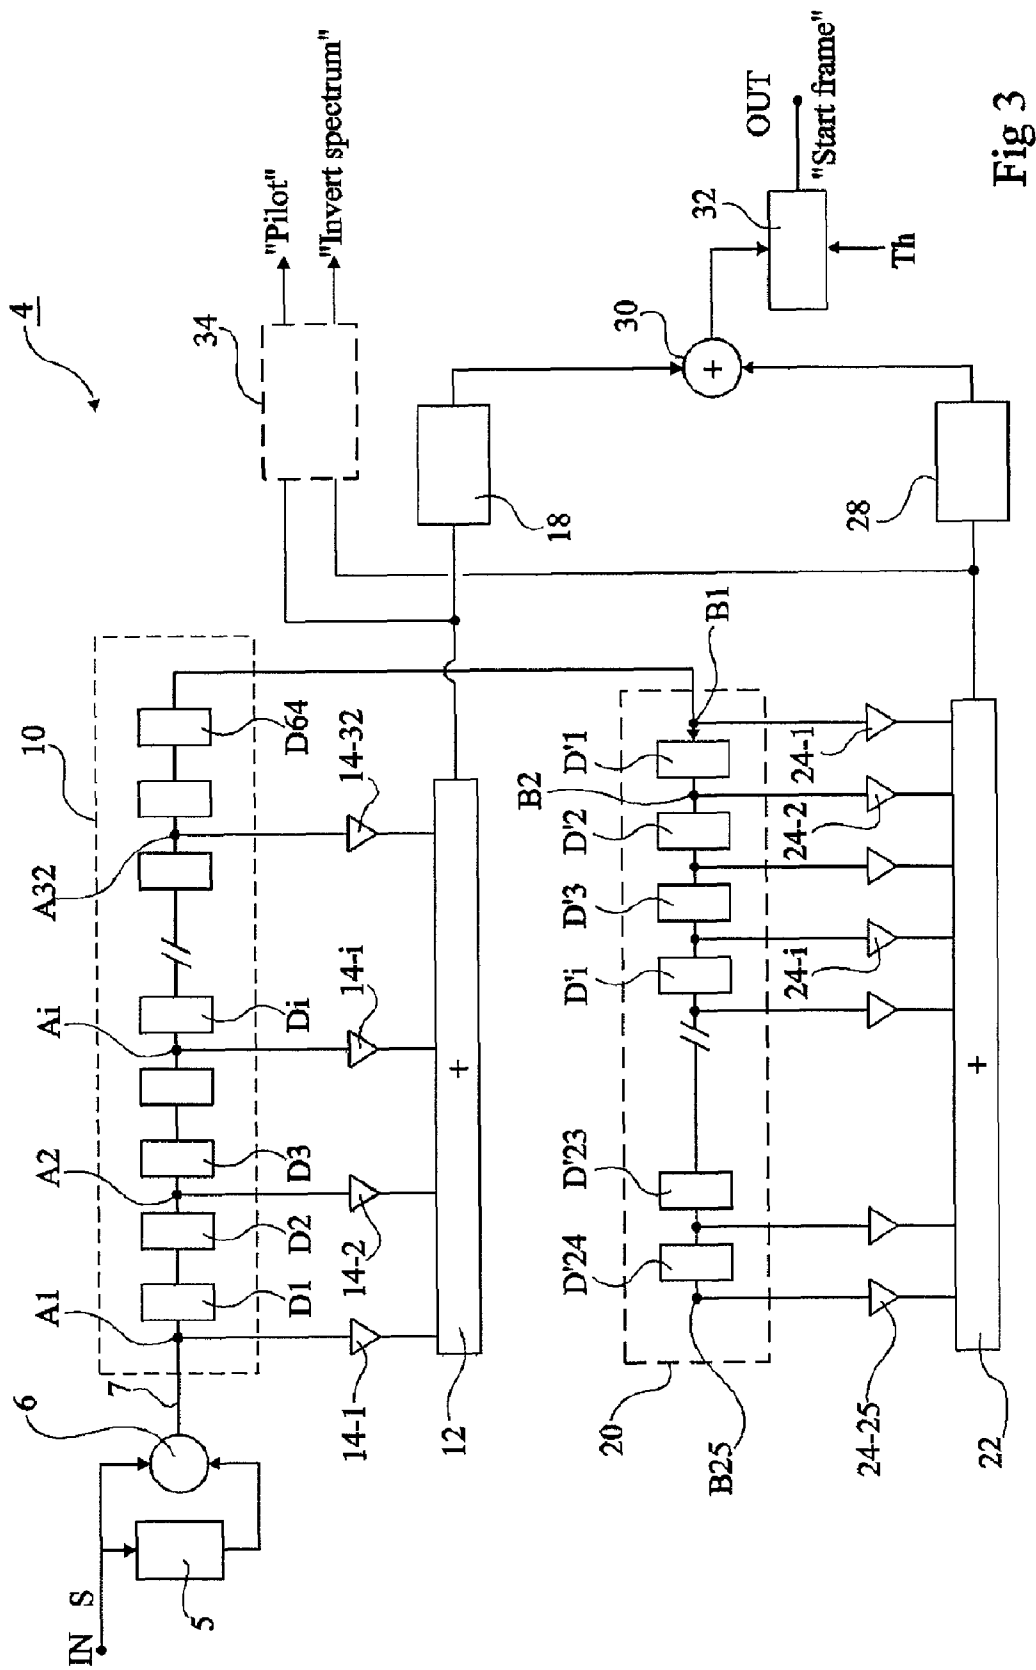 4
"Pilot"
"Invert spectrum"
34
10
D64
A32
14-32
Ai
Di
14-i
A2
D3
D2
14-2
A1
D1
14-1
7
6
IN S
5
12
+
18
30
+
32
OUT
"Start frame"
Th
28
B1
B2
D'1
D'2
D'3
D'i
D'23
D'24
20
B25
24-1
24-2
24-i
24-25
+
22
Fig 3